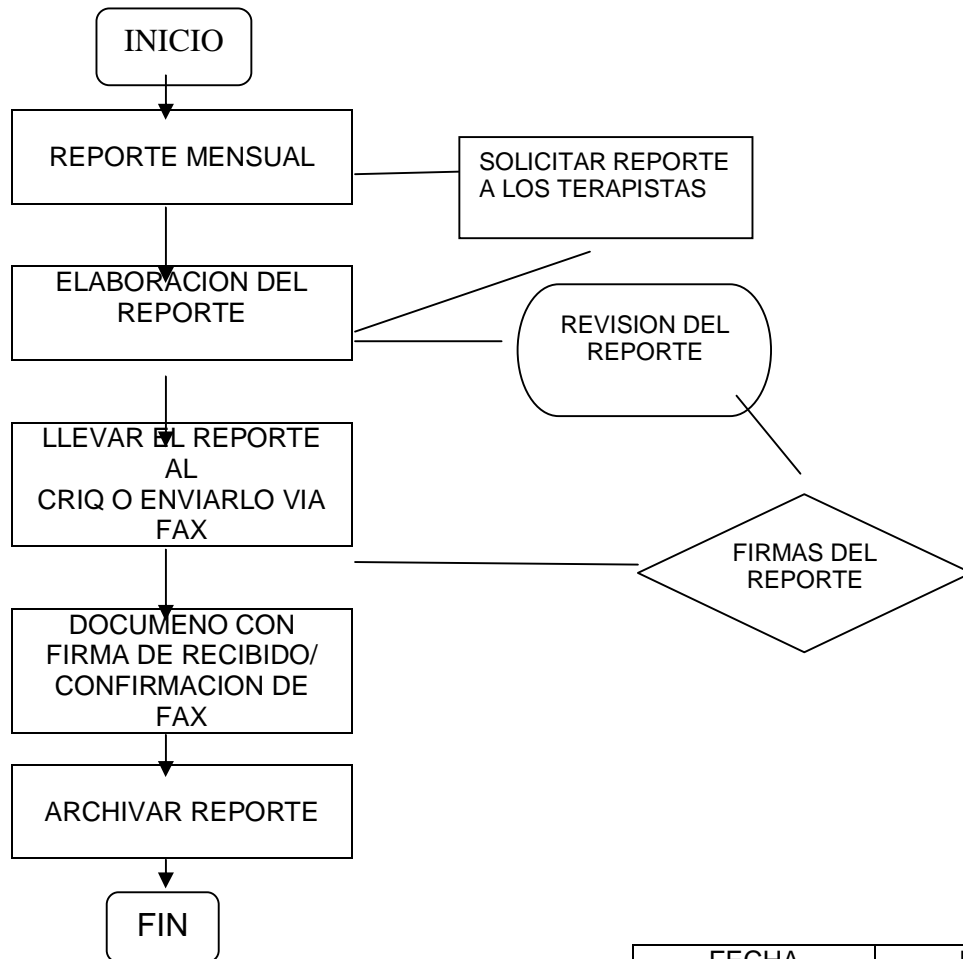 INICIO
REPORTE MENSUAL
SOLICITAR REPORTE
A LOS TERAPISTAS
ELABORACION DEL
REPORTE
REVISION DEL
REPORTE
LLEVAR EL REPORTE
AL
CRIQ O ENVIARLO VIA
FAX
FIRMAS DEL
REPORTE
DOCUMENO CON
FIRMA DE RECIBIDO/
CONFIRMACION DE
FAX
ARCHIVAR REPORTE
FIN
FECHA